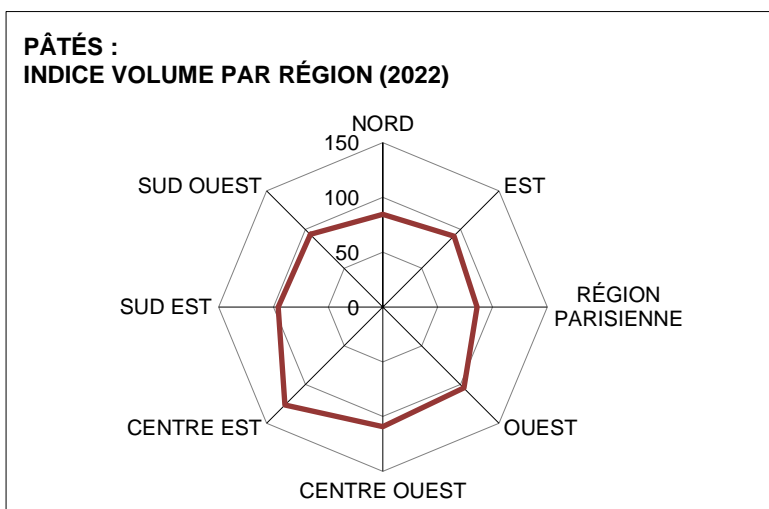 PÂTÉS :
INDICE VOLUME PAR RÉGION (2022)
NORD
150
SUD OUEST
EST
100
50
SUD EST
0
RÉGION
PARISIENNE
CENTRE EST
OUEST
CENTRE OUEST